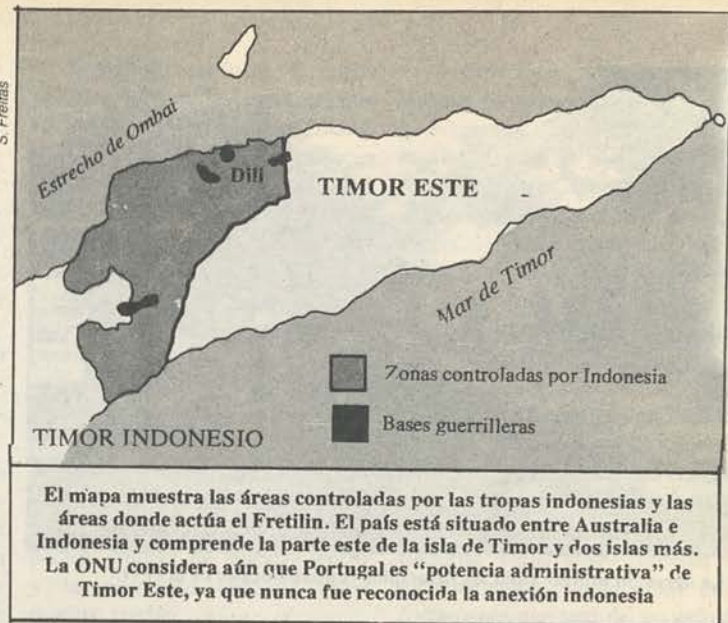 S. Freitas
Estrecho de Ombai
Dili
TIMOR ESTE
Mar de Timor
Zonas controladas por Indonesia
Bases guerrilleras
TIMOR INDONESIO
El mapa muestra las áreas controladas por las tropas indonesias y las
áreas donde actúa el Fretilin. El país está situado entre Australia e
Indonesia y comprende la parte este de la isla de Timor y dos islas más.
La ONU considera aún que Portugal es “potencia administrativa” de
Timor Este, ya que nunca fue reconocida la anexión indonesia